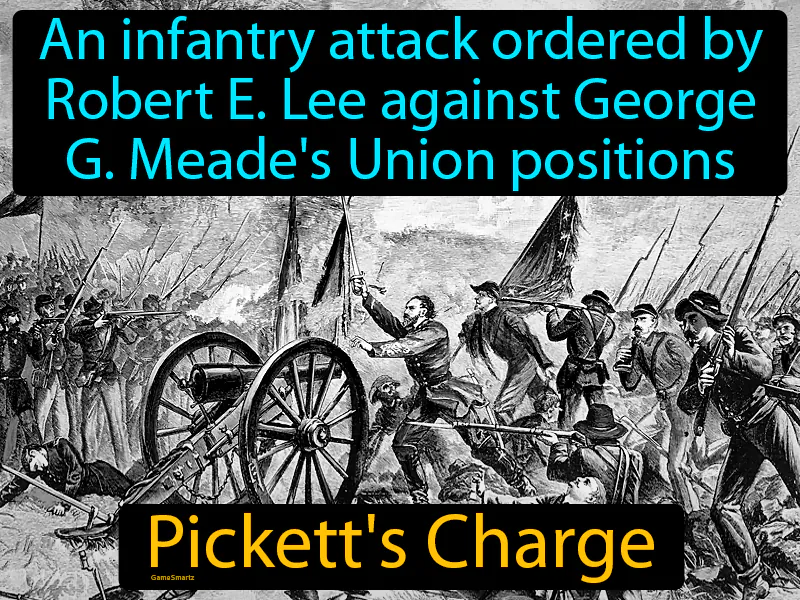 An infantry attack ordered by
Robert E. Lee against George
G. Meade's Union positions
Pickett's Charge
GameSmartz